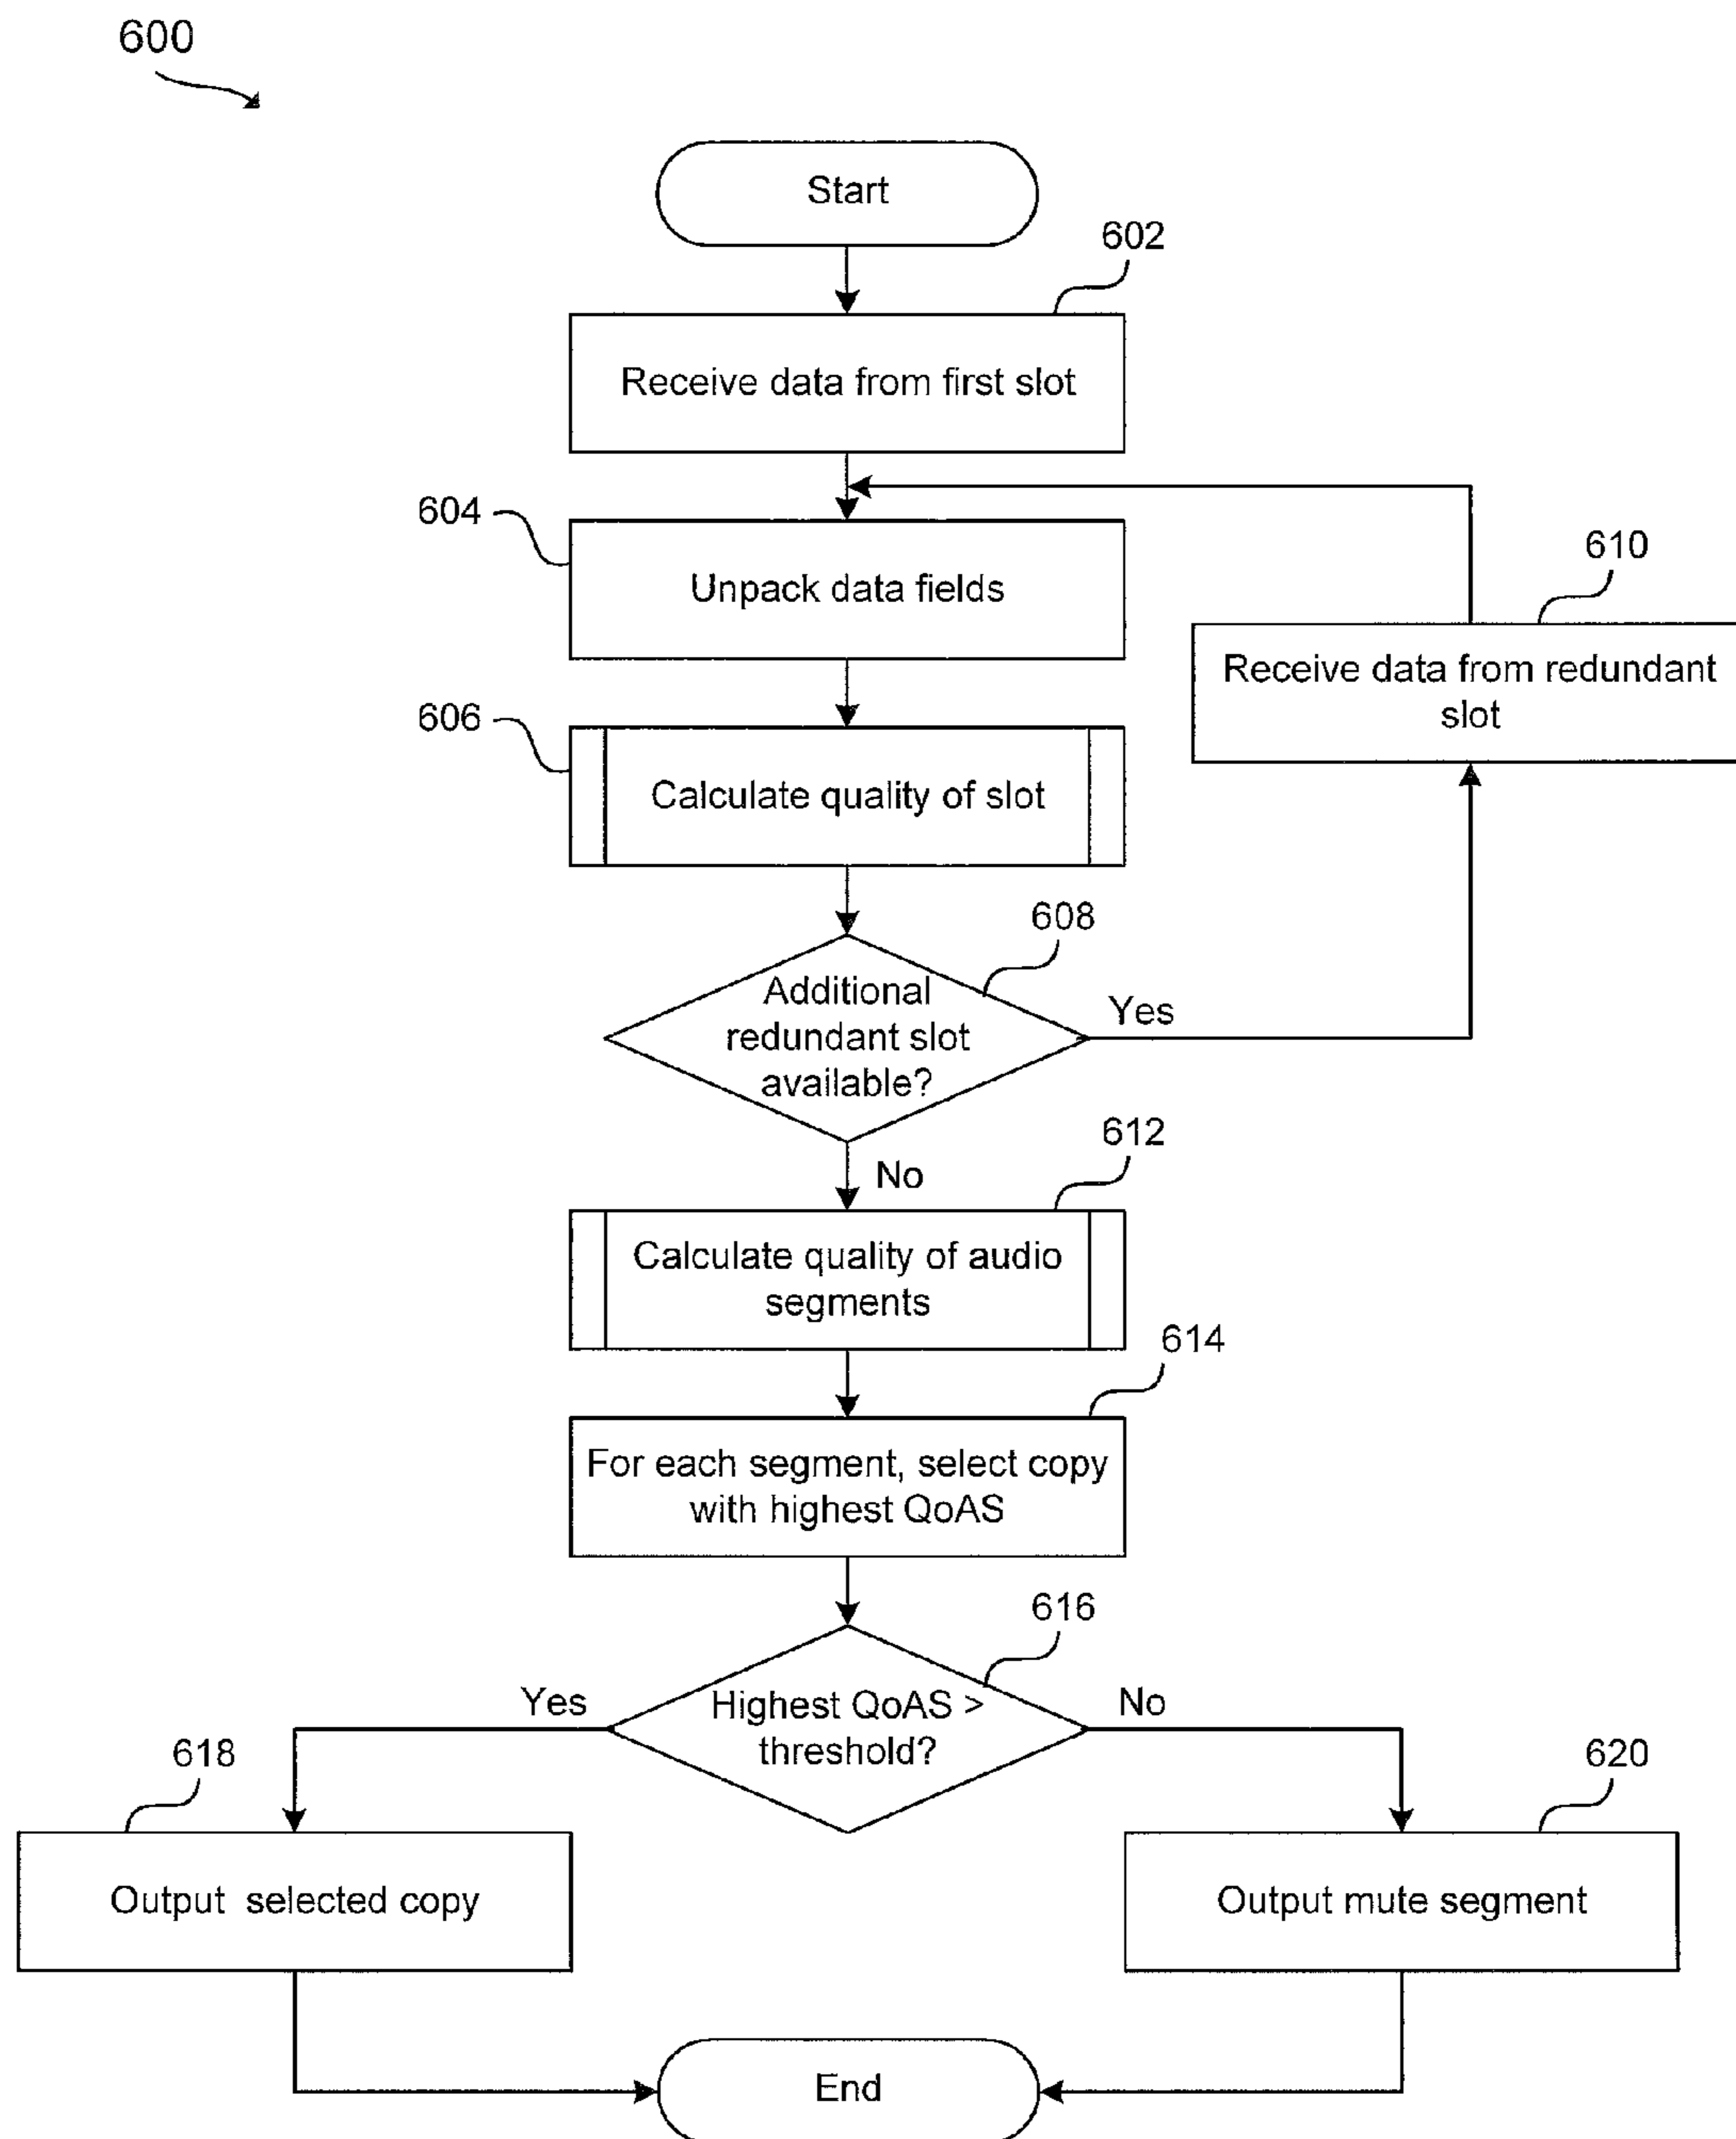 600
Start
602
Receive data from first slot
604
Unpack data fields
610
Receive data from redundant
slot
606
Calculate quality of slot
608
Additional
redundant slot
available?
Yes
No
612
Calculate quality of audio
segments
614
For each segment, select copy
with highest QoAS
616
Highest QoAS >
threshold?
Yes
No
618
Output selected copy
620
Output mute segment
End